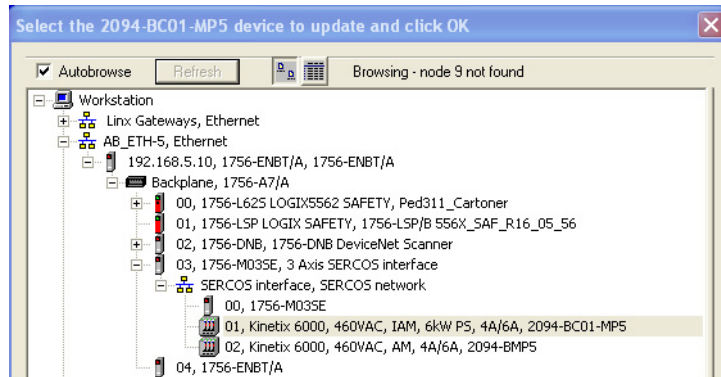 Select the 2094-BC01-MP5 device to update and click OK
Autobrowse Refresh Browsing - node 9 not found
Workstation
Linx Gateways, Ethernet
AB_ETH-5, Ethernet
192.168.5.10, 1756-ENBT/A, 1756-ENBT/A
Backplane, 1756-A7/A
00, 1756-L62S LOGIX5562 SAFETY, Ped311_Cartoner
01, 1756-LSP LOGIX SAFETY, 1756-LSP/B 556X_SAF_R16_05_56
02, 1756-DNB, 1756-DNB DeviceNet Scanner
03, 1756-M03SE, 3 Axis SERCOS interface
SERCOS interface, SERCOS network
00, 1756-M03SE
01, Kinetix 6000, 460VAC, IAM, 6kW PS, 4A/6A, 2094-BC01-MP5
02, Kinetix 6000, 460VAC, AM, 4A/6A, 2094-BMP5
04, 1756-ENBT/A